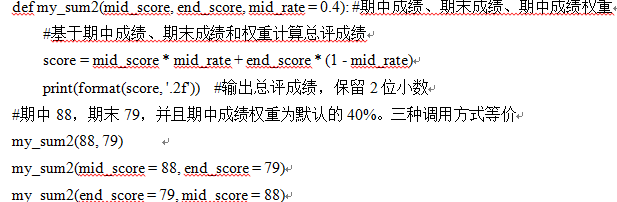 def my_sum2(mid_score, end_score, mid_rate = 0.4): #期中成绩、期末成绩、期中成绩权重
#基于期中成绩、期末成绩和权重计算总评成绩
score = mid_score * mid_rate + end_score * (1 - mid_rate)
print(format(score, '.2f')) #输出总评成绩，保留 2 位小数
#期中 88，期末 79，并且期中成绩权重为默认的 40%。三种调用方式等价
my_sum2(88, 79)
my_sum2(mid_score = 88, end_score = 79)
my_sum2(end_score = 79, mid_score = 88)